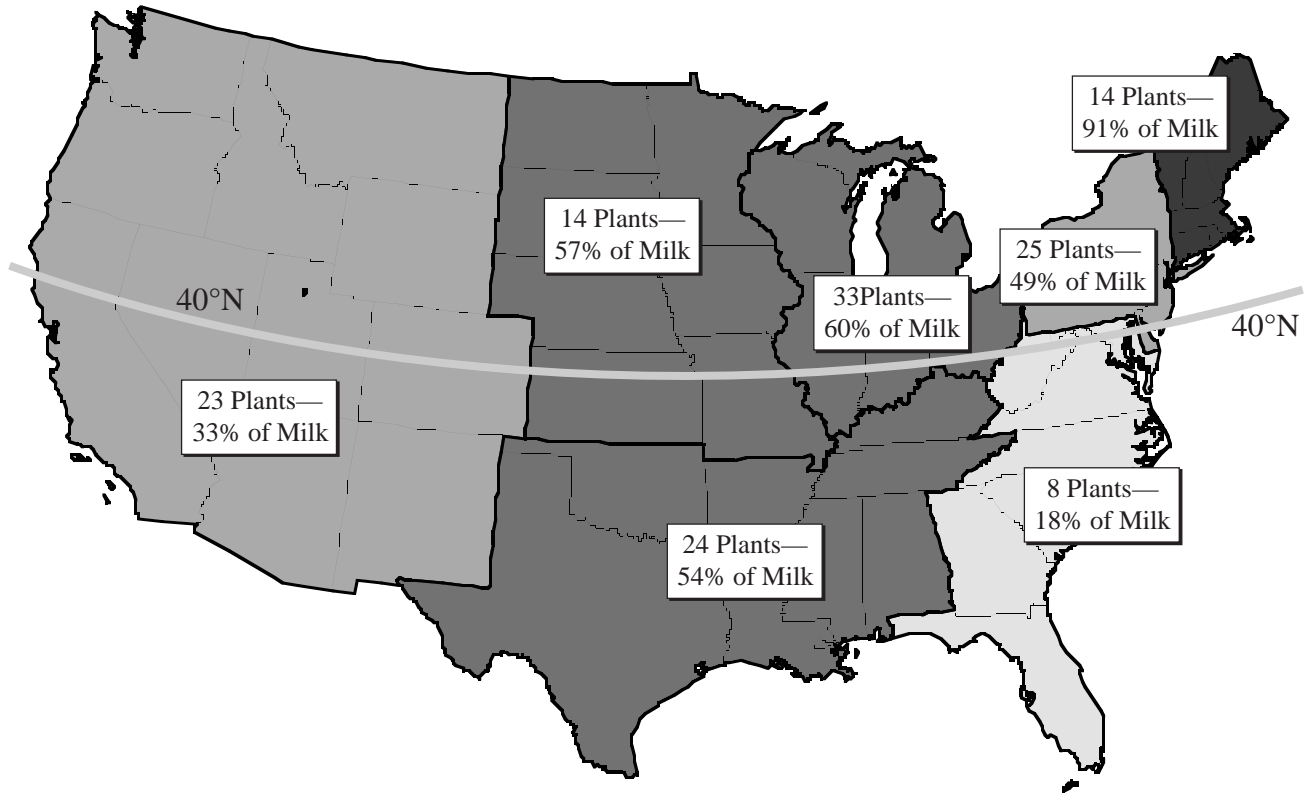 14 Plants—
91% of Milk
14 Plants—
57% of Milk
25 Plants—
49% of Milk
33Plants—
60% of Milk
40°N
40°N
23 Plants—
33% of Milk
8 Plants—
18% of Milk
24 Plants—
54% of Milk